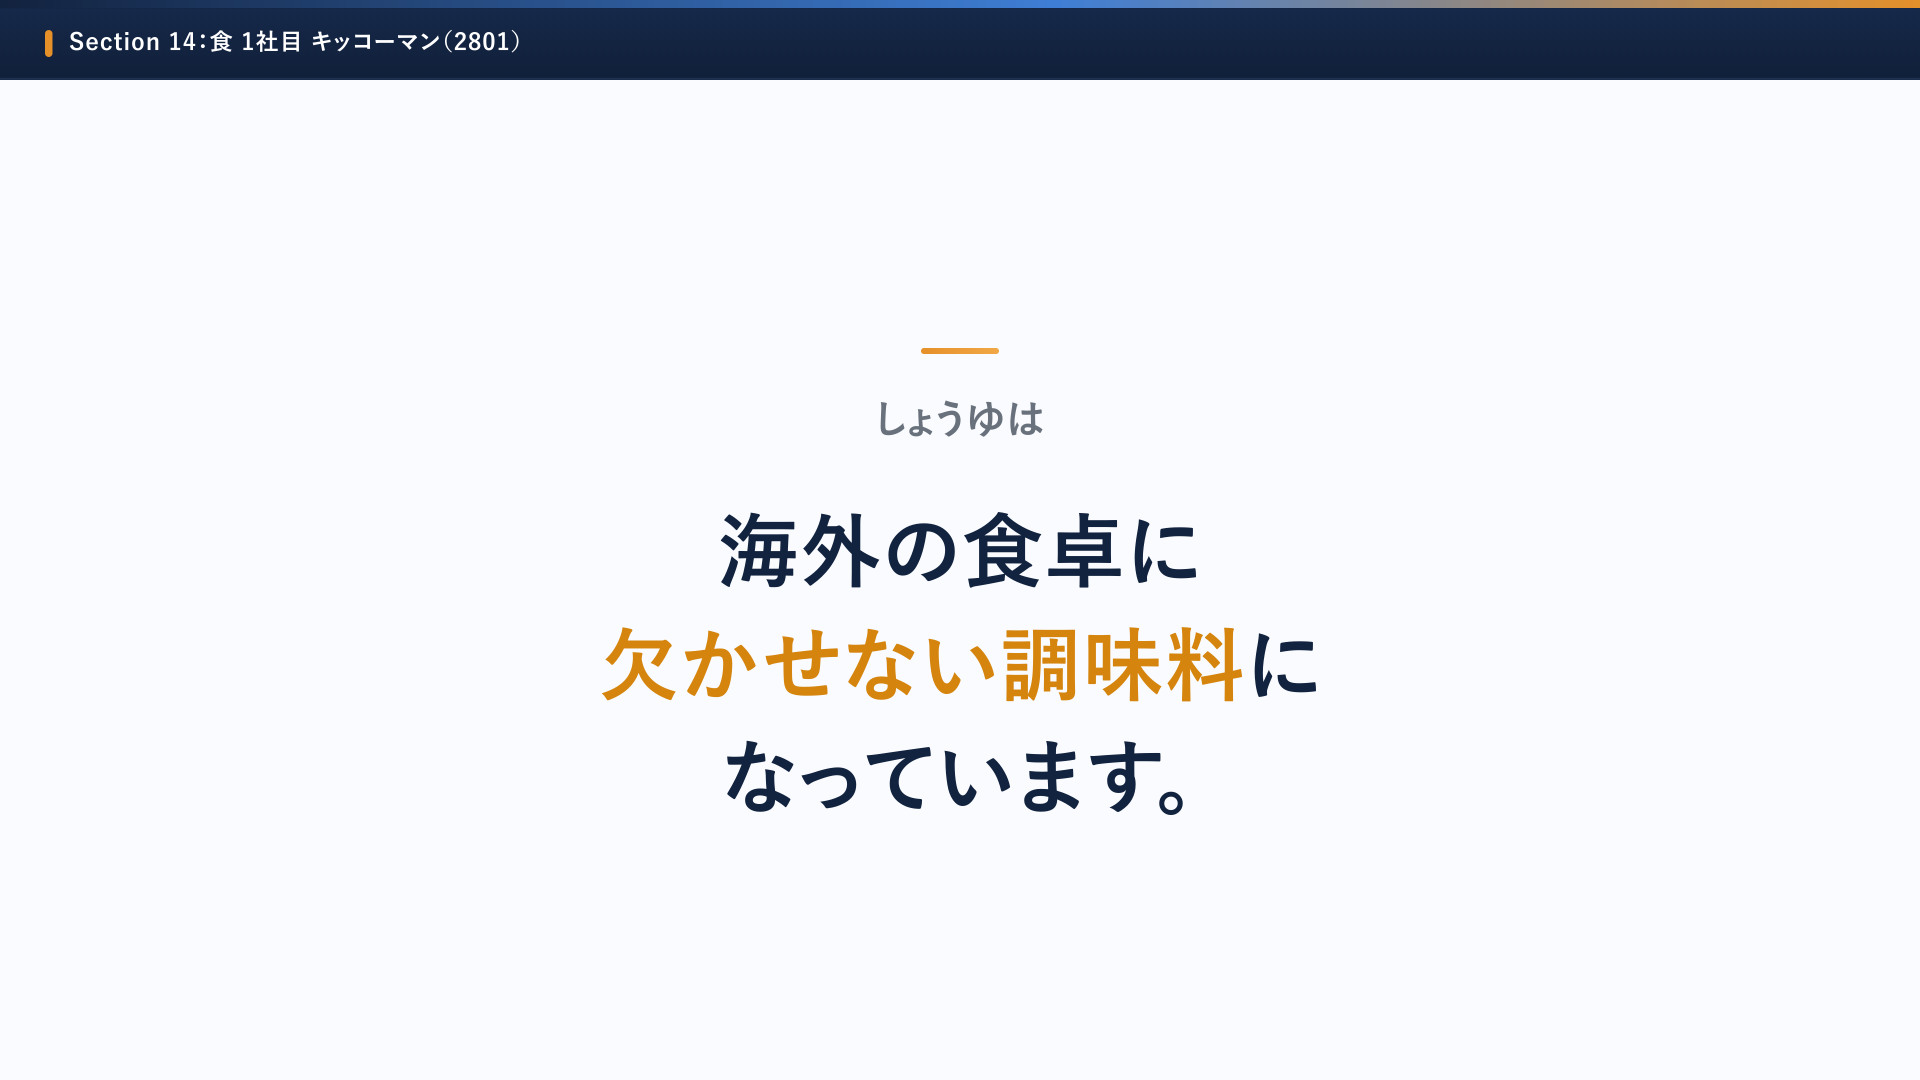 Section 14：食 1社目 キッコーマン（2801）
しょうゆは
海外の食卓に
欠かせない調味料に
なっています。